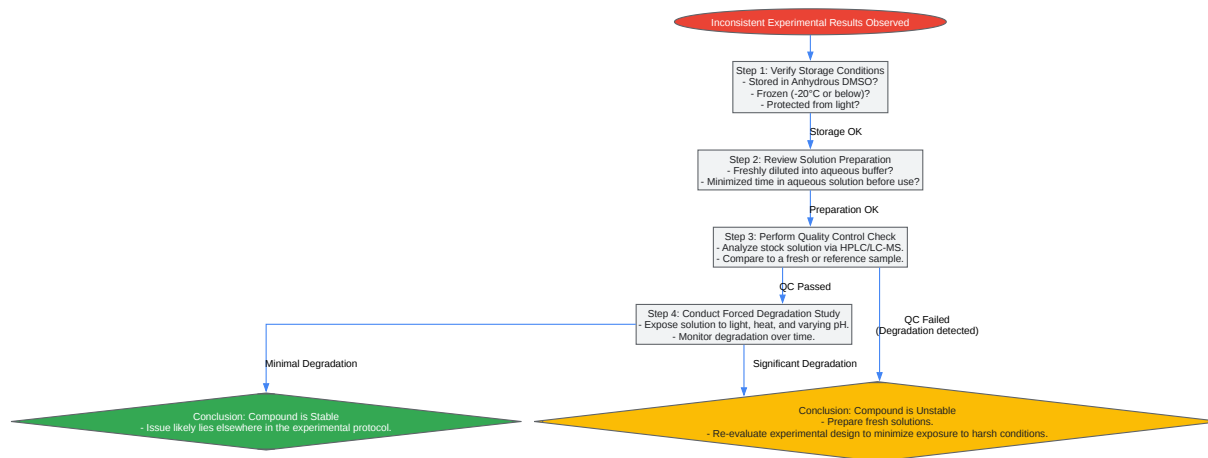 Inconsistent Experimental Results Observed
Step 1: Verify Storage Conditions
- Stored in Anhydrous DMSO?
- Frozen (-20°C or below)?
- Protected from light?
Storage OK
Step 2: Review Solution Preparation
- Freshly diluted into aqueous buffer?
- Minimized time in aqueous solution before use?
Preparation OK
Step 3: Perform Quality Control Check
- Analyze stock solution via HPLC/LC-MS.
- Compare to a fresh or reference sample.
QC Passed
QC Failed
(Degradation detected)
Step 4: Conduct Forced Degradation Study
- Expose solution to light, heat, and varying pH.
- Monitor degradation over time.
Minimal Degradation
Significant Degradation
Conclusion: Compound is Stable
- Issue likely lies elsewhere in the experimental protocol.
Conclusion: Compound is Unstable
- Prepare fresh solutions.
- Re-evaluate experimental design to minimize exposure to harsh conditions.